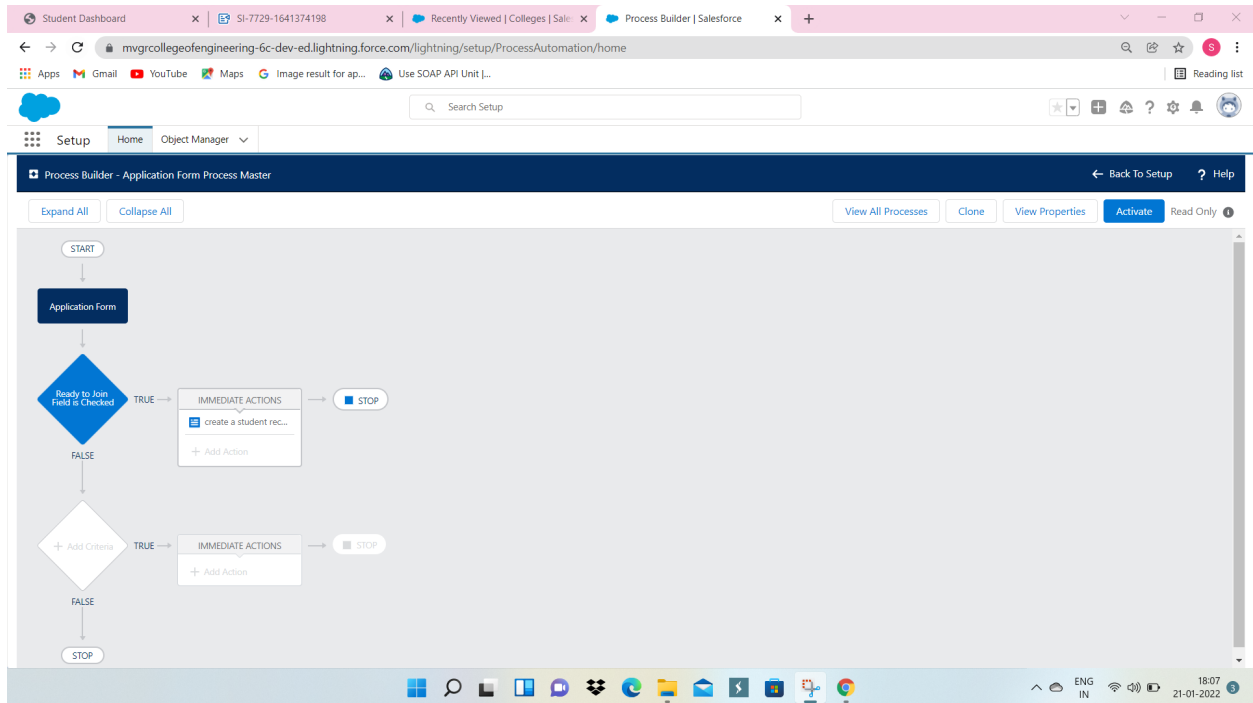 Student Dashboard
SI-7729-1641374198
Recently Viewed | Colleges | Sale
Process Builder | Salesforce
mvgrcollegeofengineering-6c-dev-ed.lightning.force.com/lightning/setup/ProcessAutomation/home
S
Apps Gmail YouTube Maps Image result for ap... Use SOAP API Unit |... Reading list
Search Setup
Setup Home Object Manager
Process Builder - Application Form Process Master Back To Setup ? Help
Expand All Collapse All View All Processes Clone View Properties Activate Read Only
START
Application Form
Ready to Join
Field is Checked
TRUE IMMEDIATE ACTIONS STOP
create a student rec...
+ Add Action
FALSE
+ Add Criteria TRUE IMMEDIATE ACTIONS STOP
+ Add Action
FALSE
STOP
ENG
IN
18:07
21-01-2022
3